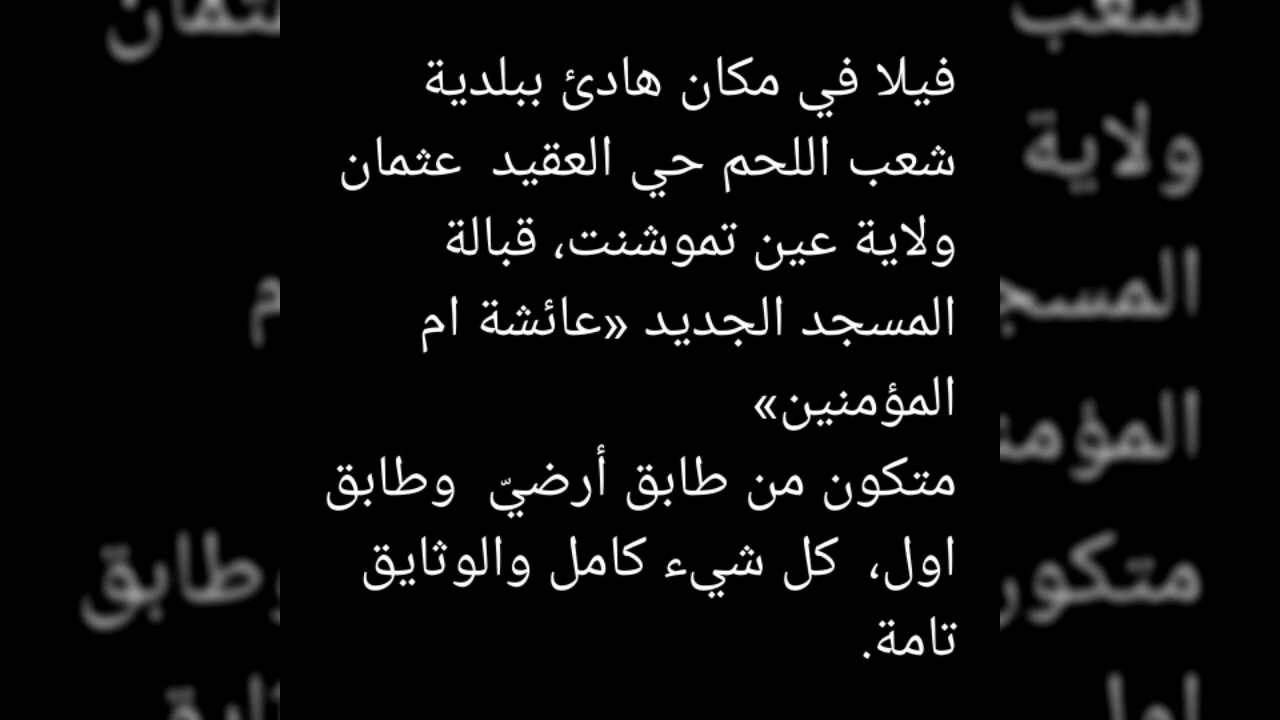 فيلا في مكان هادئ ببلدية
شعب اللحم حي العقيد عثمان
ولاية عين تموشنت، قبالة
المسجد الجديد «عائشة ام
المؤمنين»
متكون من طابق أرضيّ وطابق
اول، كل شيء كامل والوثايق
تامة.